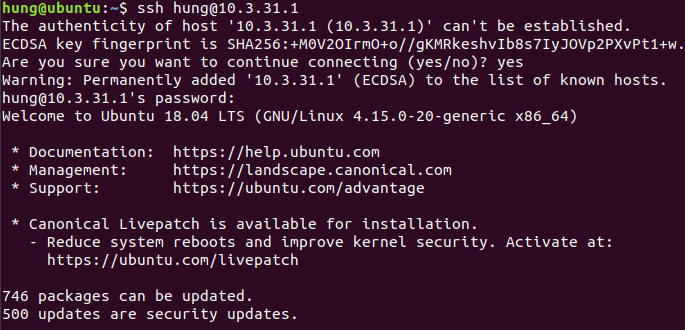 hung@ubuntu:~$ ssh hung@10.3.31.1
The authenticity of host '10.3.31.1 (10.3.31.1)' can't be established.
ECDSA key fingerprint is SHA256:+M0V2OIrmO+o//gKMRkeshvIb8s7IyJOVp2PXvPt1+w.
Are you sure you want to continue connecting (yes/no)? yes
Warning: Permanently added '10.3.31.1' (ECDSA) to the list of known hosts.
hung@10.3.31.1's password:
Welcome to Ubuntu 18.04 LTS (GNU/Linux 4.15.0-20-generic x86_64)
* Documentation:  https://help.ubuntu.com
* Management:     https://landscape.canonical.com
* Support:        https://ubuntu.com/advantage
* Canonical Livepatch is available for installation.
- Reduce system reboots and improve kernel security. Activate at:
https://ubuntu.com/livepatch
746 packages can be updated.
500 updates are security updates.